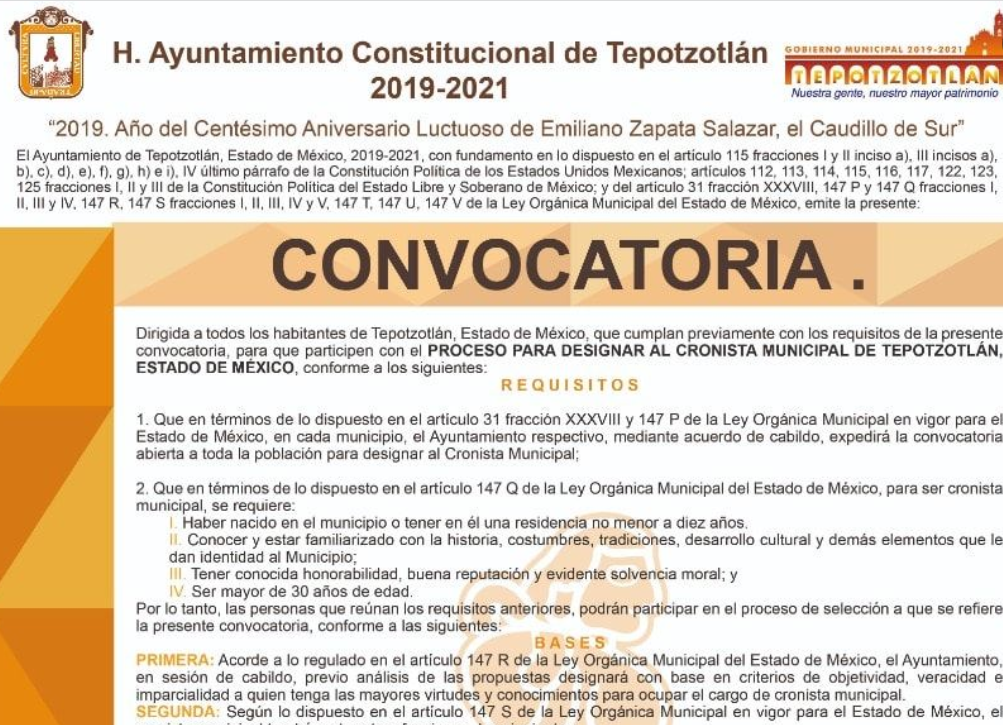 H. Ayuntamiento Constitucional de Tepotzotlán
2019-2021
GOBIERNO MUNICIPAL 2019-2021
TEPOTZOTLAN
Nuestra gente, nuestro mayor patrimonio
“2019. Año del Centésimo Aniversario Luctuoso de Emiliano Zapata Salazar, el Caudillo de Sur”
El Ayuntamiento de Tepotzotlán, Estado de México, 2019-2021, con fundamento en lo dispuesto en el artículo 115 fracciones I y II inciso a), III incisos a),
b), c), d), e), f), g), h) e i), IV último párrafo de la Constitución Política de los Estados Unidos Mexicanos; artículos 112, 113, 114, 115, 116, 117, 122, 123,
125 fracciones I, II y III de la Constitución Política del Estado Libre y Soberano de México; y del artículo 31 fracción XXXVIII, 147 P y 147 Q fracciones I,
II, III y IV, 147 R, 147 S fracciones I, II, III, IV y V, 147 T, 147 U, 147 V de la Ley Orgánica Municipal del Estado de México, emite la presente:
CONVOCATORIA .
Dirigida a todos los habitantes de Tepotzotlán, Estado de México, que cumplan previamente con los requisitos de la presente
convocatoria, para que participen con el PROCESO PARA DESIGNAR AL CRONISTA MUNICIPAL DE TEPOTZOTLÁN,
ESTADO DE MÉXICO, conforme a los siguientes:
REQUISITOS
1. Que en términos de lo dispuesto en el artículo 31 fracción XXXVIII y 147 P de la Ley Orgánica Municipal en vigor para el
Estado de México, en cada municipio, el Ayuntamiento respectivo, mediante acuerdo de cabildo, expedirá la convocatoria
abierta a toda la población para designar al Cronista Municipal;
2. Que en términos de lo dispuesto en el artículo 147 Q de la Ley Orgánica Municipal del Estado de México, para ser cronista
municipal, se requiere:
I. Haber nacido en el municipio o tener en él una residencia no menor a diez años.
II. Conocer y estar familiarizado con la historia, costumbres, tradiciones, desarrollo cultural y demás elementos que le
dan identidad al Municipio;
III. Tener conocida honorabilidad, buena reputación y evidente solvencia moral; y
IV. Ser mayor de 30 años de edad.
Por lo tanto, las personas que reúnan los requisitos anteriores, podrán participar en el proceso de selección a que se refiere
la presente convocatoria, conforme a las siguientes:
BASES
PRIMERA: Acorde a lo regulado en el artículo 147 R de la Ley Orgánica Municipal del Estado de México, el Ayuntamiento,
en sesión de cabildo, previo análisis de las propuestas designará con base en criterios de objetividad, veracidad e
imparcialidad a quien tenga las mayores virtudes y conocimientos para ocupar el cargo de cronista municipal.
SEGUNDA: Según lo dispuesto en el artículo 147 S de la Ley Orgánica Municipal en vigor para el Estado de México, el